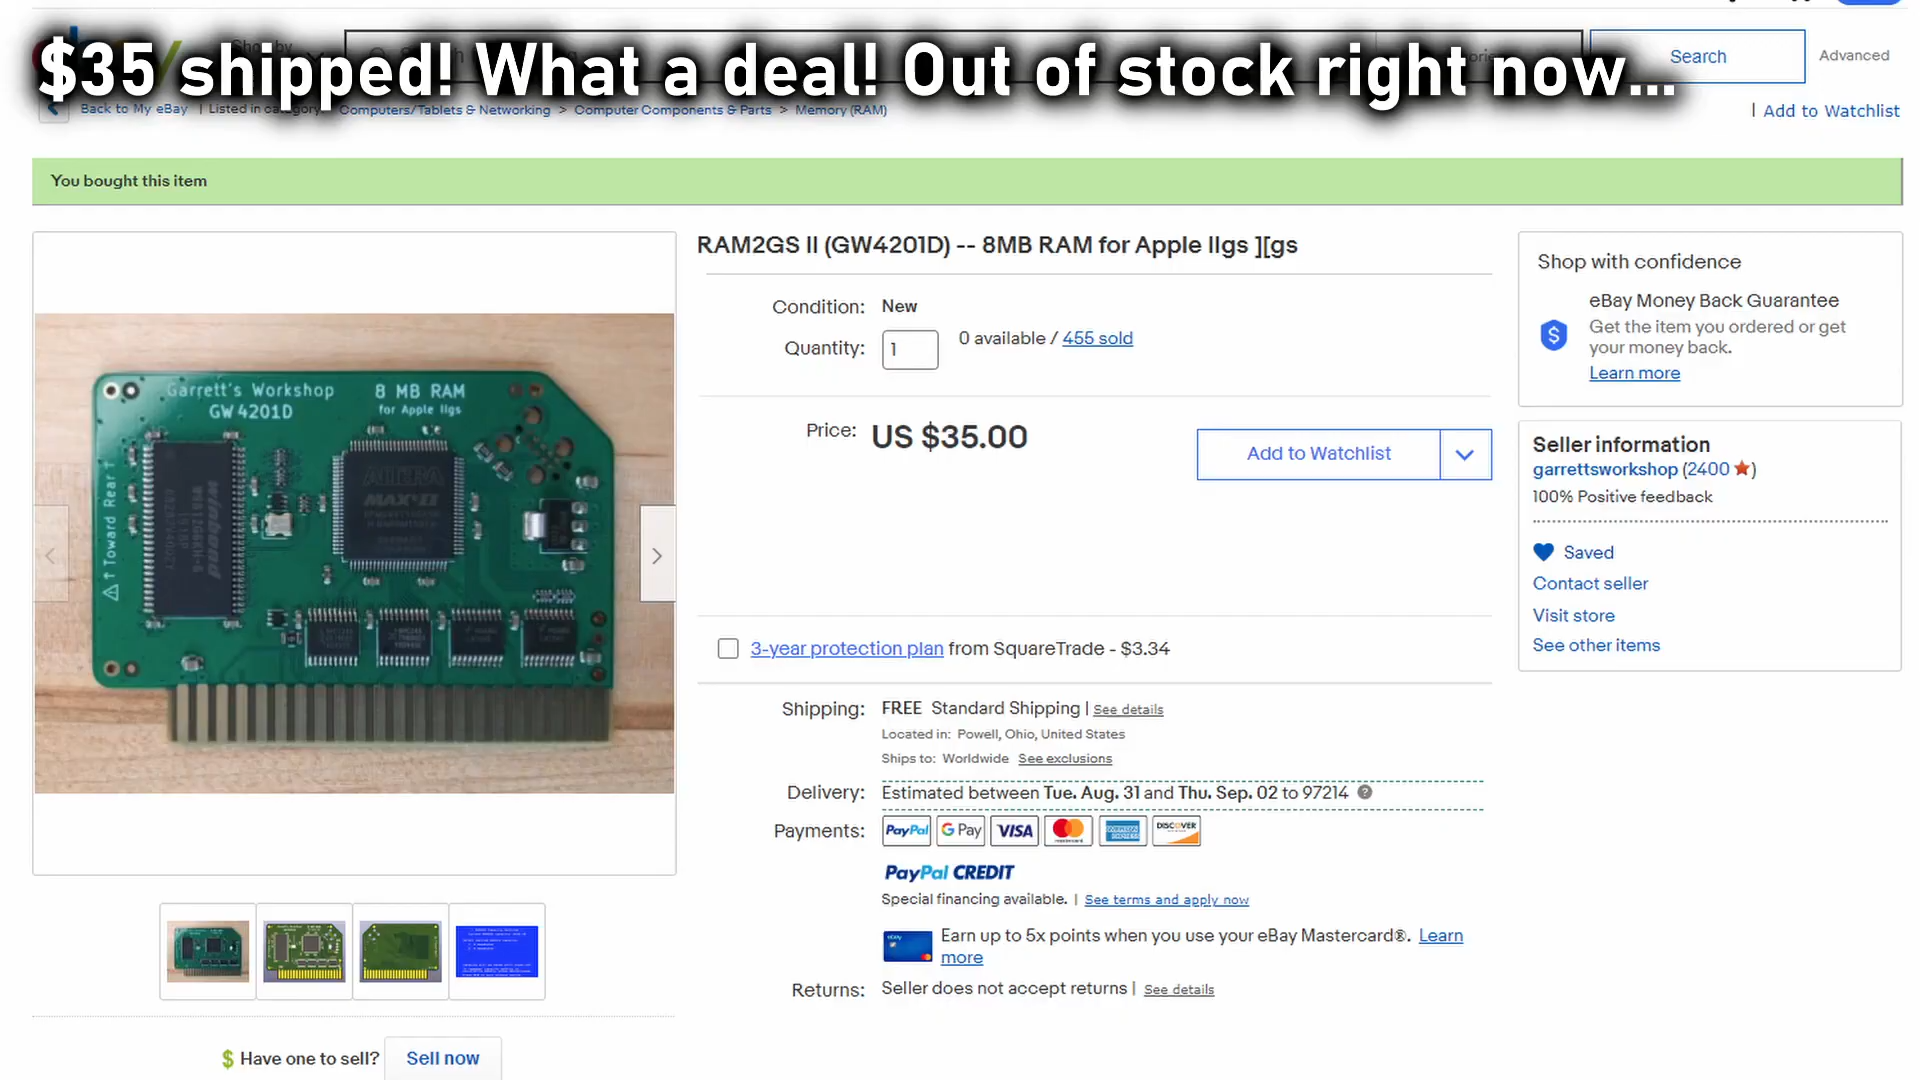 $35 shipped! What a deal! Out of stock right now...
Search
Advanced
Back to My eBay | Listed in category: Computers/Tablets & Networking > Computer Components & Parts > Memory (RAM)
| Add to Watchlist
You bought this item
RAM2GS II (GW4201D) -- 8MB RAM for Apple IIgs ][gs
Condition: New
Quantity: 1 0 available / 455 sold
Price: US $35.00
Add to Watchlist
3-year protection plan from SquareTrade - $3.34
Shipping: FREE Standard Shipping | See details
Located in: Powell, Ohio, United States
Ships to: Worldwide See exclusions
Delivery: Estimated between Tue. Aug. 31 and Thu. Sep. 02 to 97214
Payments: PayPal G Pay VISA mastercard DISCOVER
PayPal CREDIT
Special financing available. | See terms and apply now
Earn up to 5x points when you use your eBay Mastercard®. Learn
more
Returns: Seller does not accept returns | See details
Shop with confidence
eBay Money Back Guarantee
Get the item you ordered or get
your money back.
Learn more
Seller information
garrettsworkshop (2400)
100% Positive feedback
Saved
Contact seller
Visit store
See other items
Garrett's Workshop
GW4201D
8 MB RAM
for Apple IIgs
↑ Toward Rear ↑
ALTERA
MAX II
winbond
$ Have one to sell? Sell now